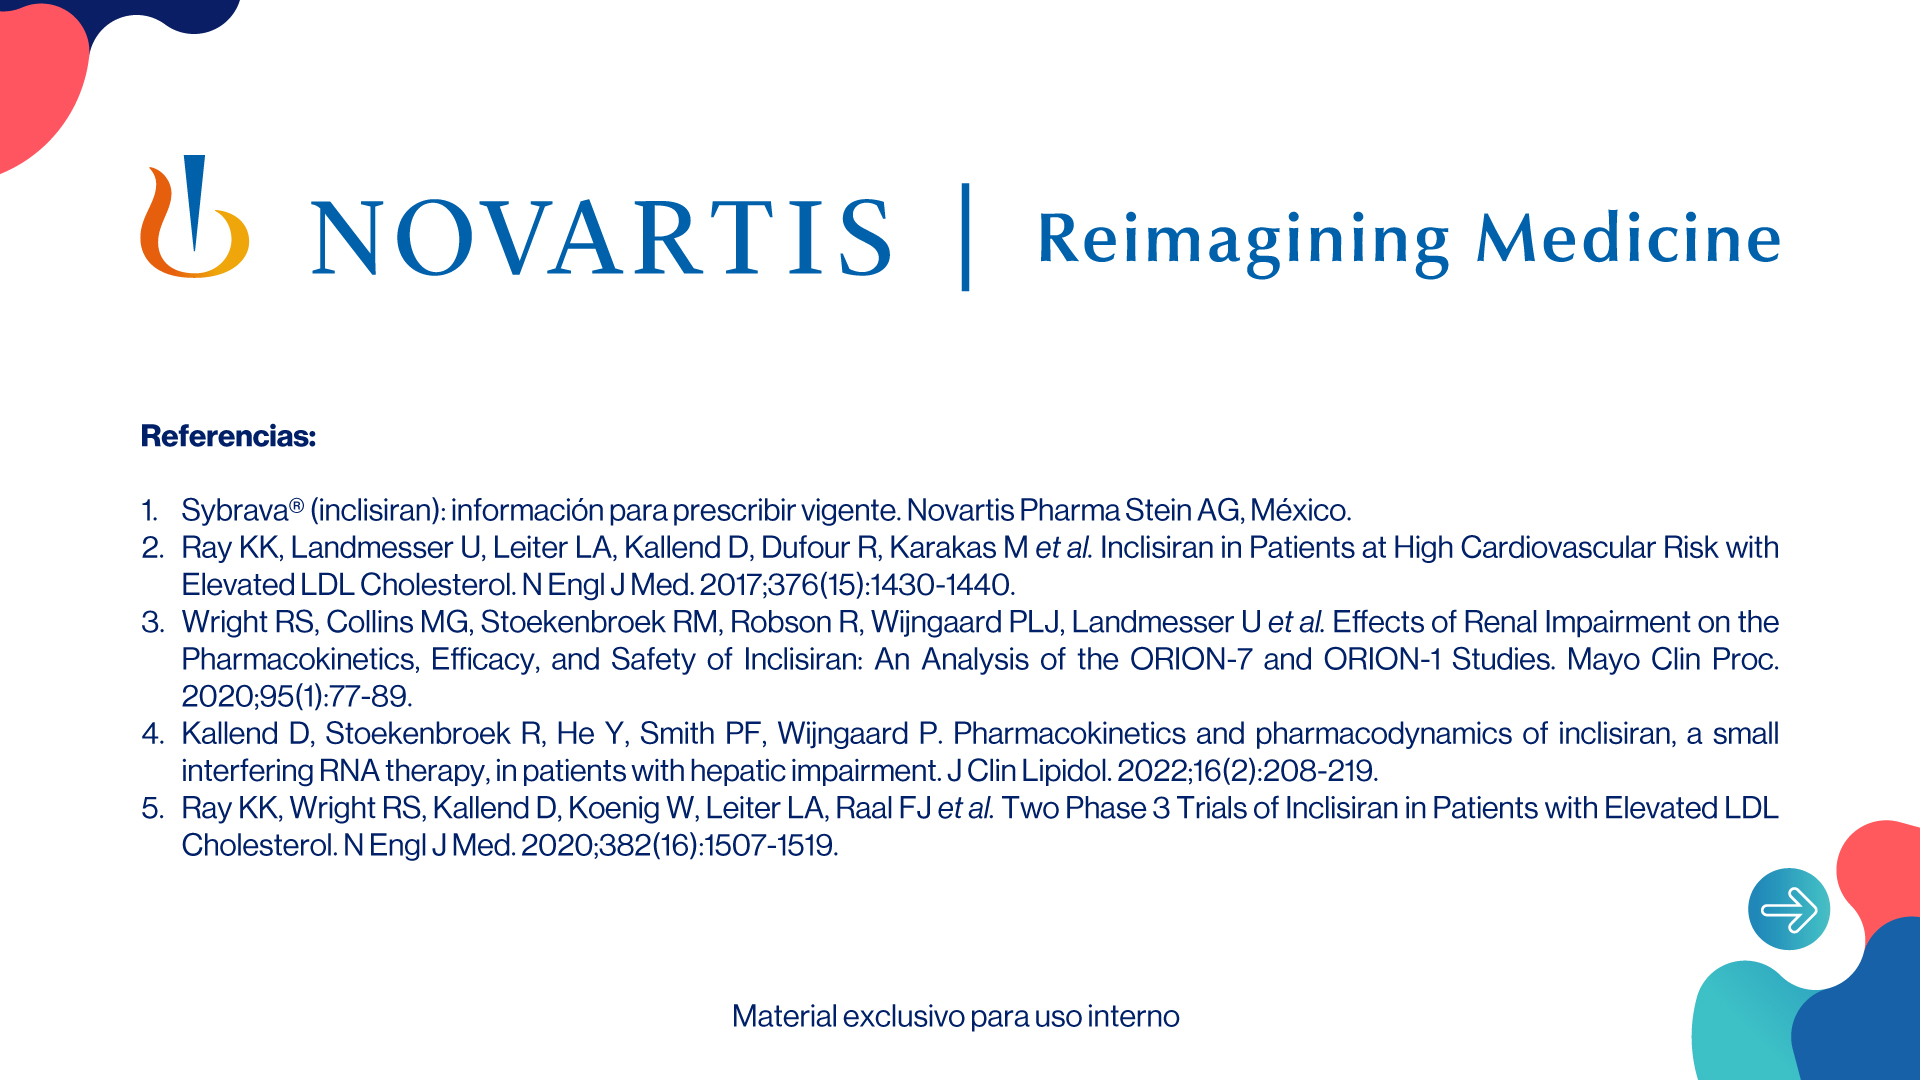 NOVARTIS | Reimagining Medicine
Referencias:
1. Sybrava® (inclisiran): información para prescribir vigente. Novartis Pharma Stein AG, México.
2. Ray KK, Landmesser U, Leiter LA, Kallend D, Dufour R, Karakas M et al. Inclisiran in Patients at High Cardiovascular Risk with
Elevated LDL Cholesterol. N Engl J Med. 2017;376(15):1430-1440.
3. Wright RS, Collins MG, Stoekenbroek RM, Robson R, Wijngaard PLJ, Landmesser U et al. Effects of Renal Impairment on the
Pharmacokinetics, Efficacy, and Safety of Inclisiran: An Analysis of the ORION-7 and ORION-1 Studies. Mayo Clin Proc.
2020;95(1):77-89.
4. Kallend D, Stoekenbroek R, He Y, Smith PF, Wijngaard P. Pharmacokinetics and pharmacodynamics of inclisiran, a small
interfering RNA therapy, in patients with hepatic impairment. J Clin Lipidol. 2022;16(2):208-219.
5. Ray KK, Wright RS, Kallend D, Koenig W, Leiter LA, Raal FJ et al. Two Phase 3 Trials of Inclisiran in Patients with Elevated LDL
Cholesterol. N Engl J Med. 2020;382(16):1507-1519.
Material exclusivo para uso interno